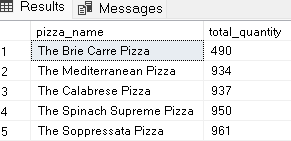 Results Messages
pizza_name total_quantity
1 The Brie Carre Pizza 490
2 The Mediterranean Pizza 934
3 The Calabrese Pizza 937
4 The Spinach Supreme Pizza 950
5 The Soppressata Pizza 961